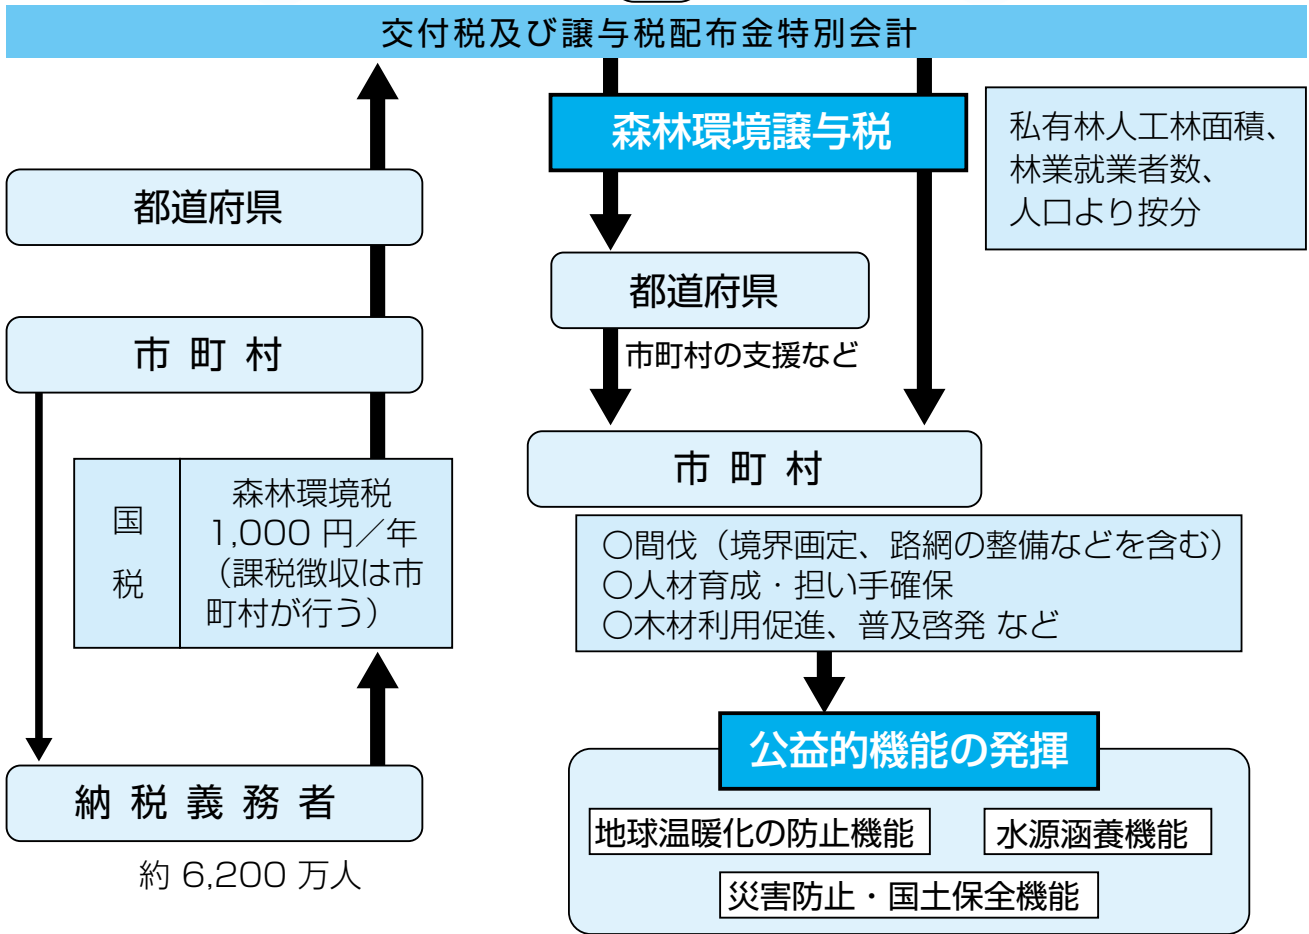 交付税及び譲与税配布金特別会計
都道府県
市町村
国
税
森林環境税
1,000 円／年
（課税徴収は市
町村が行う）
納税義務者
約 6,200 万人
森林環境譲与税
私有林人工林面積、
林業就業者数、
人口より按分
都道府県
市町村の支援など
市町村
○間伐（境界画定、路網の整備などを含む）
○人材育成・担い手確保
○木材利用促進、普及啓発 など
公益的機能の発揮
地球温暖化の防止機能
水源涵養機能
災害防止・国土保全機能